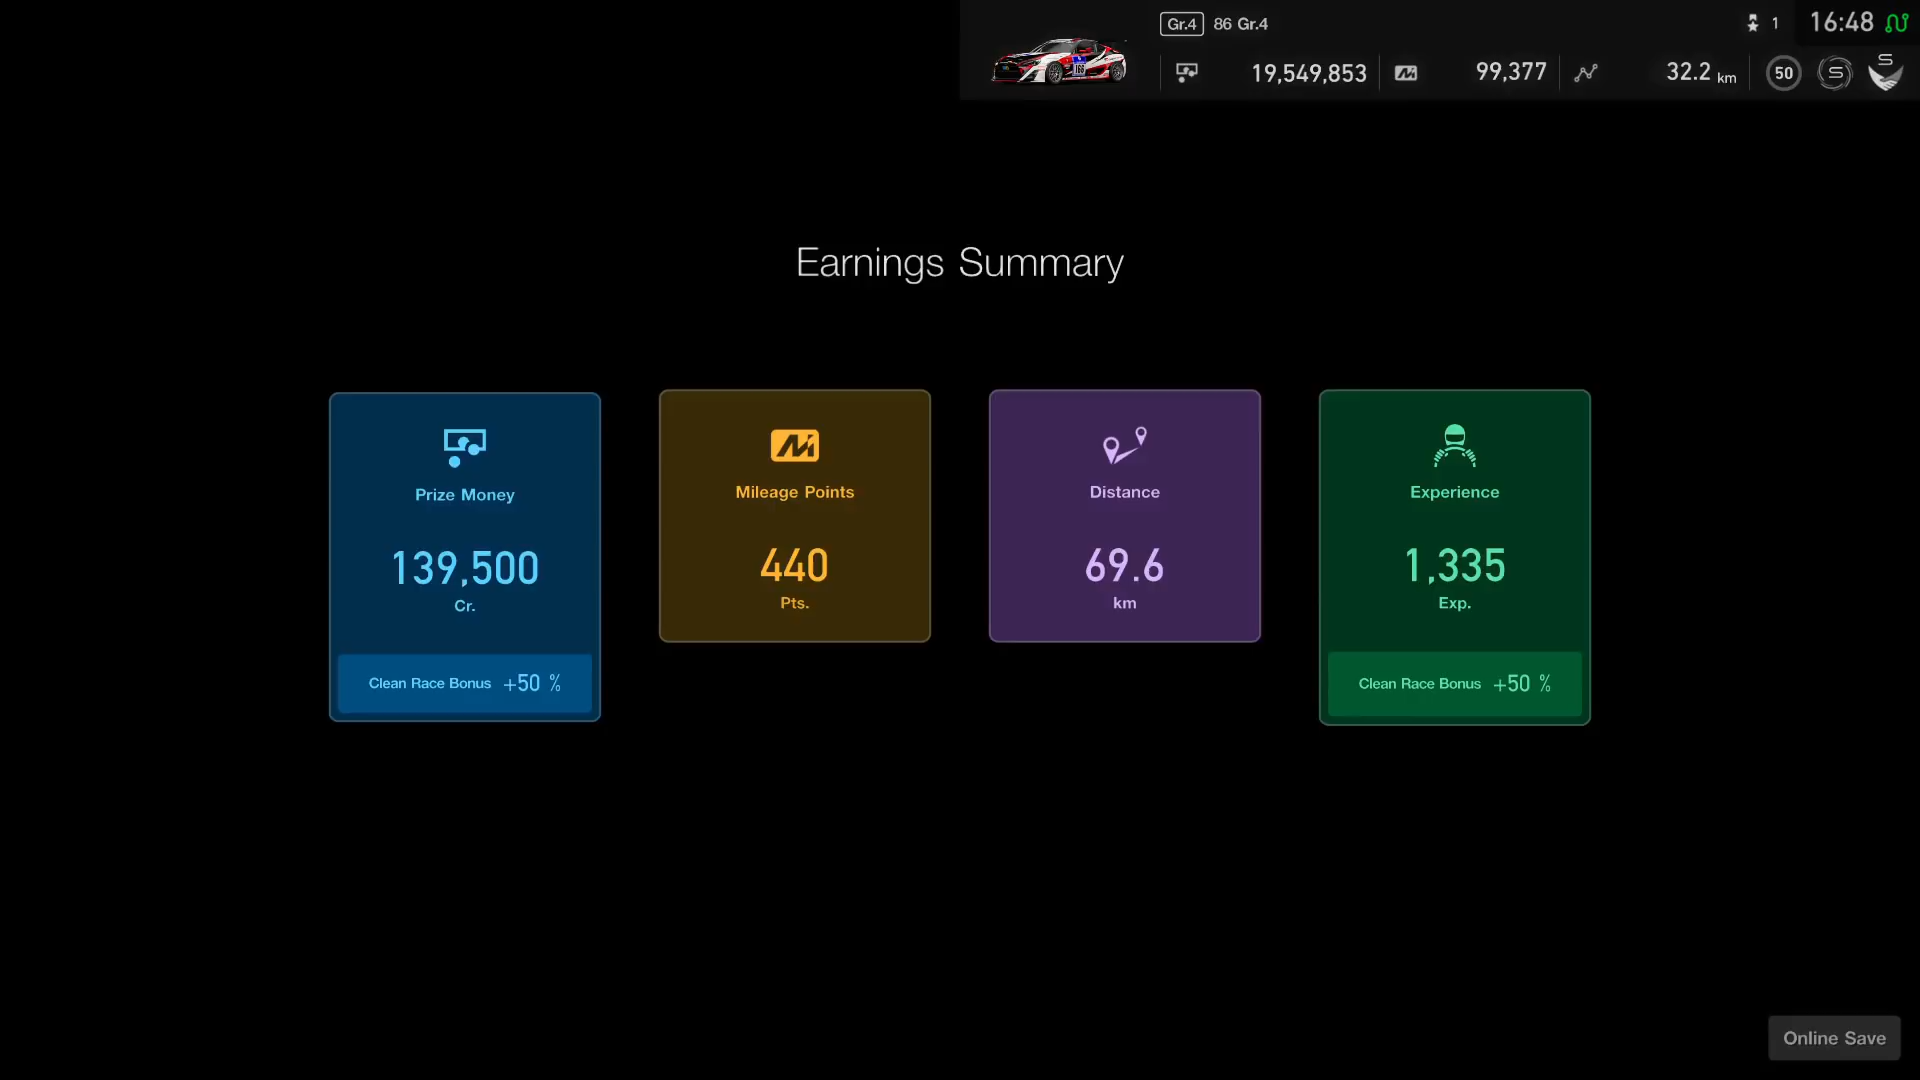 Gr.4 86 Gr.4 1 16:48
19,549,853 99,377 32.2 km 50 S S
Earnings Summary
Prize Money
139,500
Cr.
Clean Race Bonus +50 %
Mileage Points
440
Pts.
Distance
69.6
km
Experience
1,335
Exp.
Clean Race Bonus +50 %
Online Save